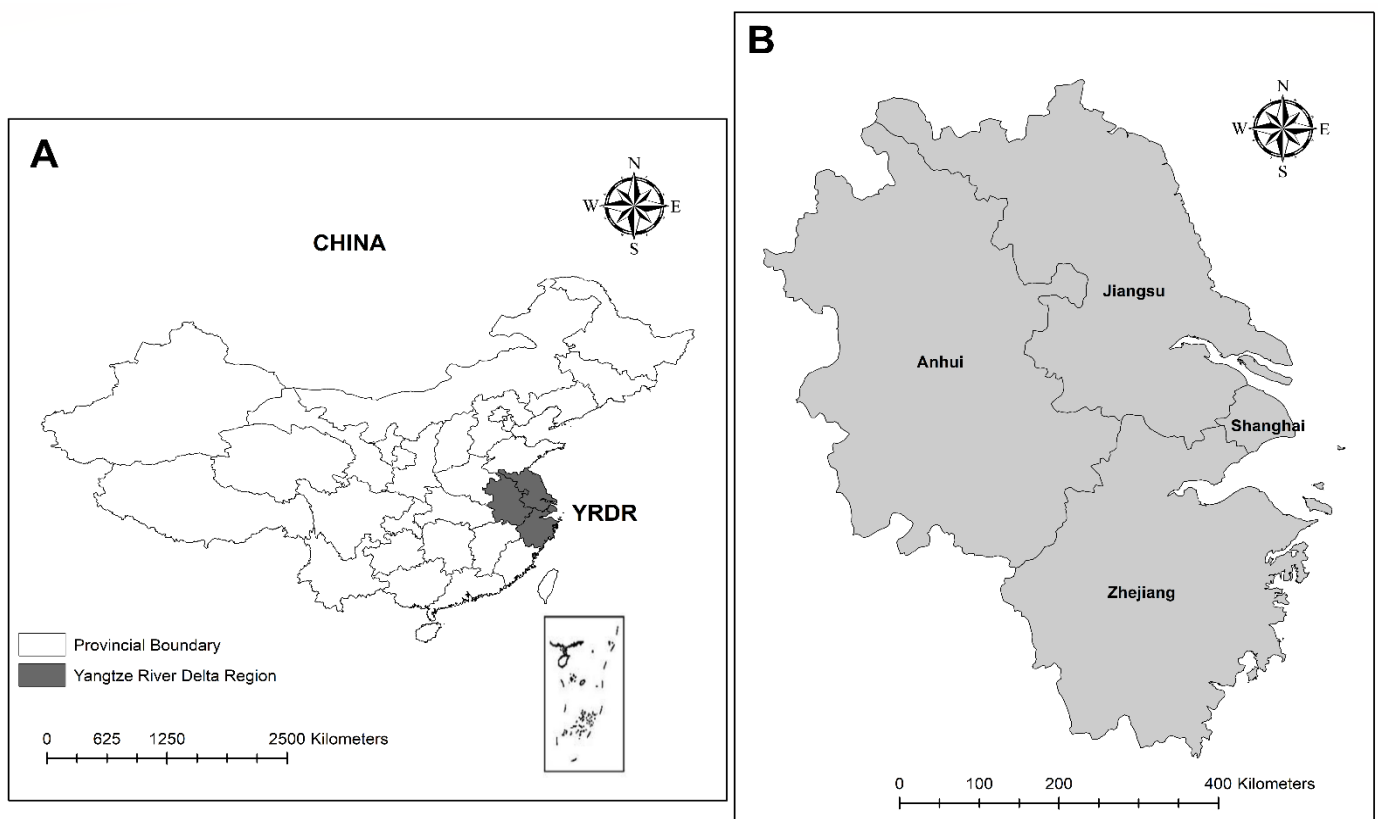 A
N
W E
S
CHINA
YRDR
Provincial Boundary
Yangtze River Delta Region
0 625 1250 2500 Kilometers
B
N
W E
S
Jiangsu
Anhui
Shanghai
Zhejiang
0 100 200 400 Kilometers